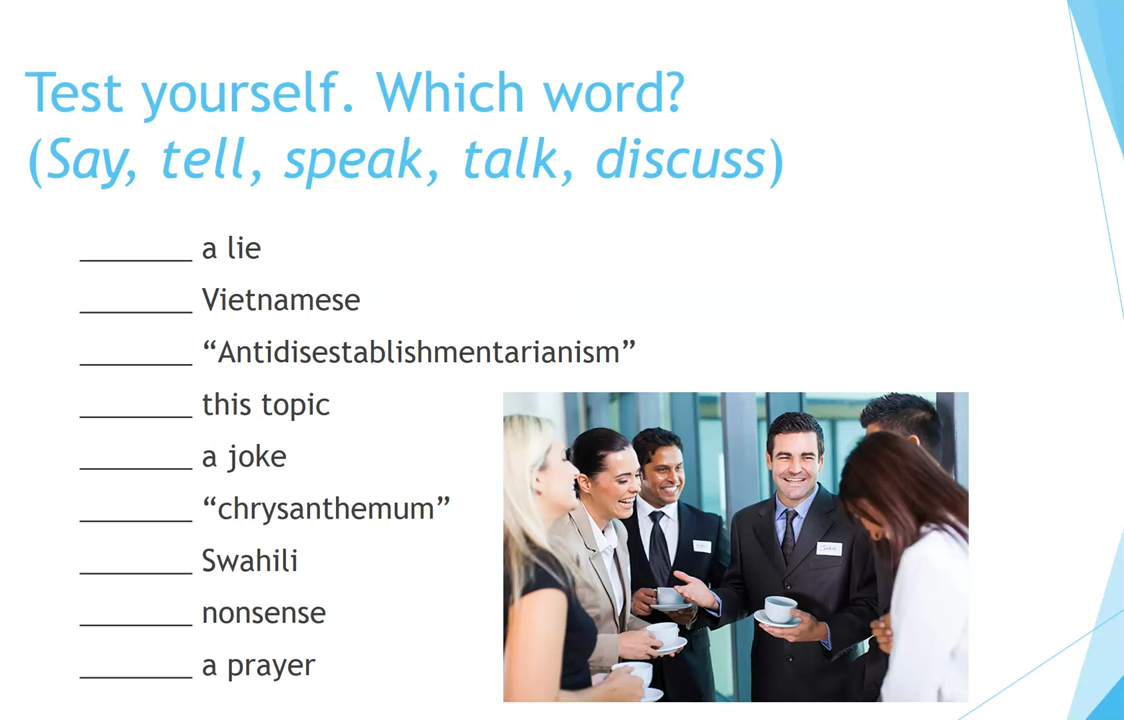 Test yourself. Which word?
(Say, tell, speak, talk, discuss)
________ a lie
________ Vietnamese
________ “Antidisestablishmentarianism”
________ this topic
________ a joke
________ “chrysanthemum”
________ Swahili
________ nonsense
________ a prayer